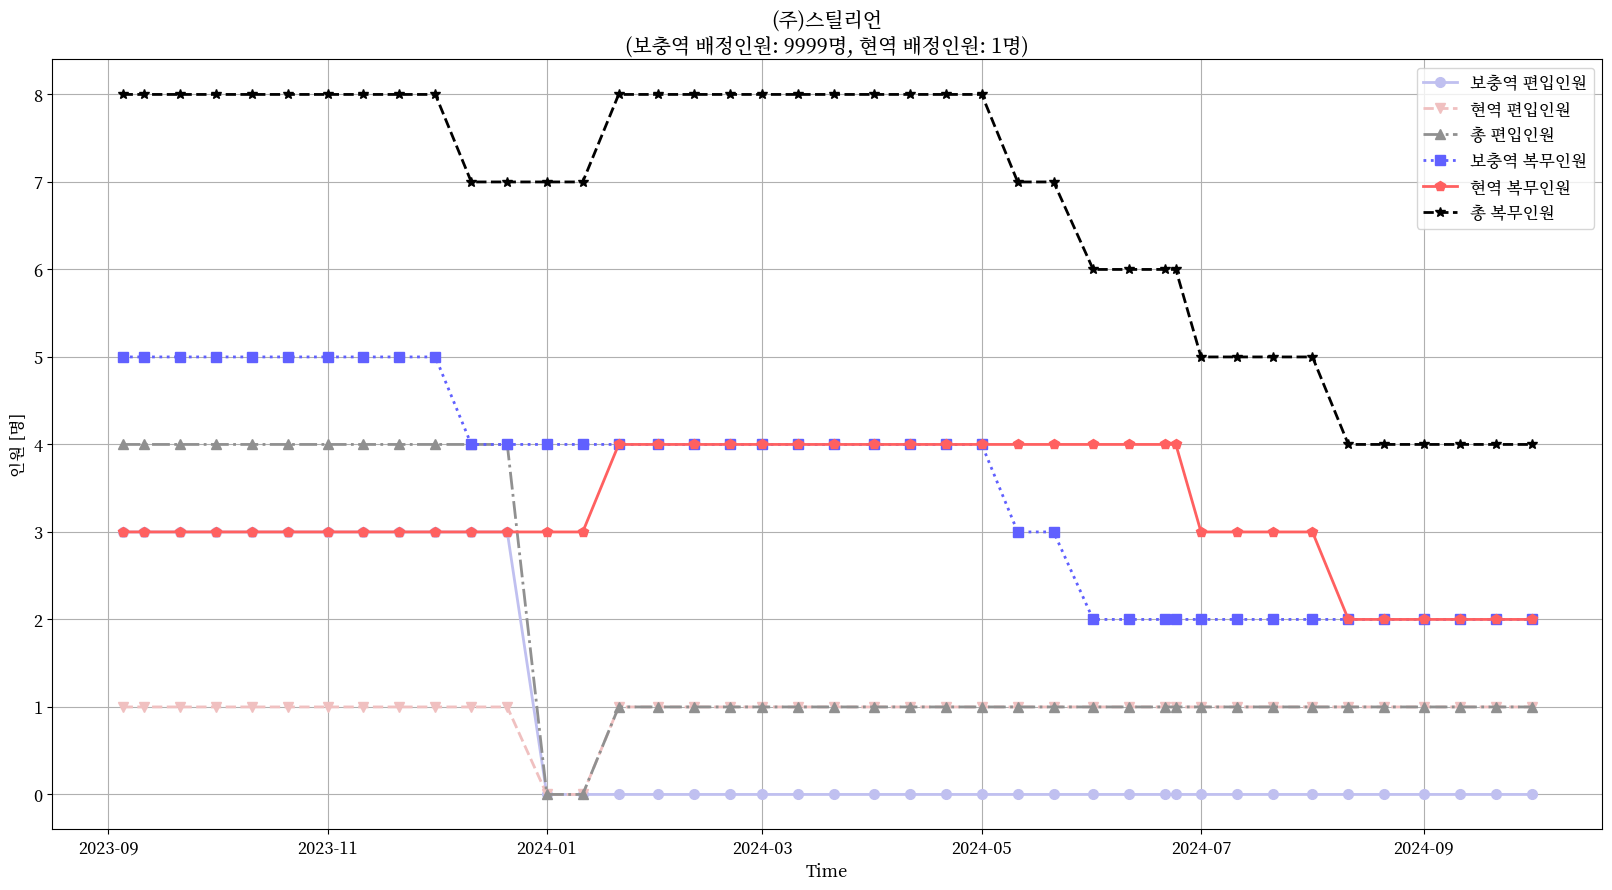 (주)스틸리언
(보충역 배정인원: 9999명, 현역 배정인원: 1명)
인원 [명]
8
7
6
5
4
3
2
1
0
보충역 편입인원
현역 편입인원
총 편입인원
보충역 복무인원
현역 복무인원
총 복무인원
2023-09 2023-11 2024-01 2024-03 2024-05 2024-07 2024-09
Time